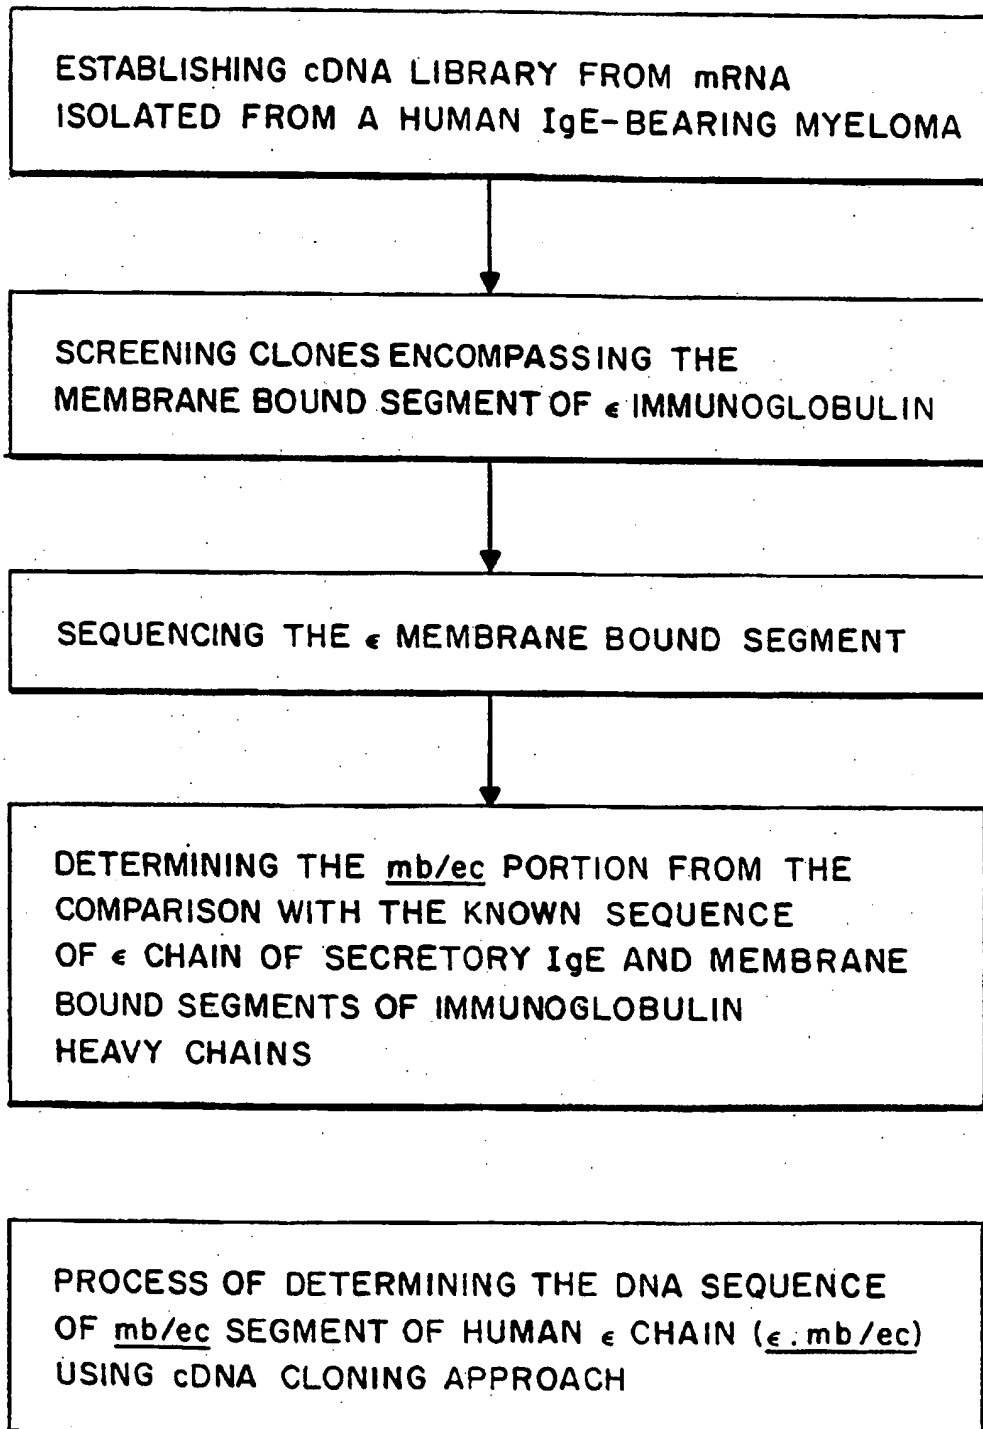 ESTABLISHING cDNA LIBRARY FROM mRNA
ISOLATED FROM A HUMAN IgE-BEARING MYELOMA
SCREENING CLONES ENCOMPASSING THE
MEMBRANE BOUND SEGMENT OF ϵ IMMUNOGLOBULIN
SEQUENCING THE ϵ MEMBRANE BOUND SEGMENT
DETERMINING THE mb/ec PORTION FROM THE
COMPARISON WITH THE KNOWN SEQUENCE
OF ϵ CHAIN OF SECRETORY IgE AND MEMBRANE
BOUND SEGMENTS OF IMMUNOGLOBULIN
HEAVY CHAINS
PROCESS OF DETERMINING THE DNA SEQUENCE
OF mb/ec SEGMENT OF HUMAN ϵ CHAIN (ϵ.mb/ec)
USING cDNA CLONING APPROACH